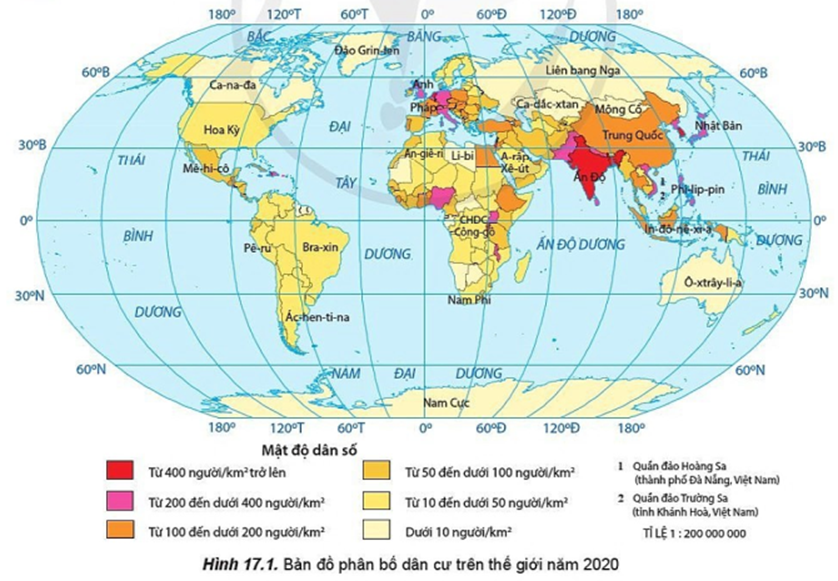 180° 120°T 60°T 0° 60°Đ 120°Đ 180°
BẮC BĂNG DƯƠNG
Đảo Grin-len
60°B 60°B
Ca-na-đa Anh Liên bang Nga
Pháp Ca-dắc-xtan Mông Cổ
Hoa Kỳ ĐẠI Trung Quốc Nhật Bản
30°B 30°B
THÁI An-giê-ri Li-bi A-rập Xê-út THÁI
Mê-hi-cô TÂY Ấn Độ Phi-lip-pin BÌNH
1
2
0° 0°
CHDC Công-gô In-đô-nê-xi-a
BÌNH Pê-ru Bra-xin DƯƠNG ẤN ĐỘ DƯƠNG DƯƠNG
30°N Nam Phi Ô-xtrây-li-a 30°N
DƯƠNG Ác-hen-ti-na
60°N 60°N
NAM ĐẠI DƯƠNG
Nam Cực
180° 120°T 60°T 0° 60°Đ 120°Đ 180°
Mật độ dân số
Từ 400 người/km² trở lên
Từ 200 đến dưới 400 người/km²
Từ 100 đến dưới 200 người/km²
Từ 50 đến dưới 100 người/km²
Từ 10 đến dưới 50 người/km²
Dưới 10 người/km²
1 Quần đảo Hoàng Sa
(thành phố Đà Nẵng, Việt Nam)
2 Quần đảo Trường Sa
(tỉnh Khánh Hoà, Việt Nam)
TỈ LỆ 1 : 200 000 000
Hình 17.1. Bản đồ phân bố dân cư trên thế giới năm 2020